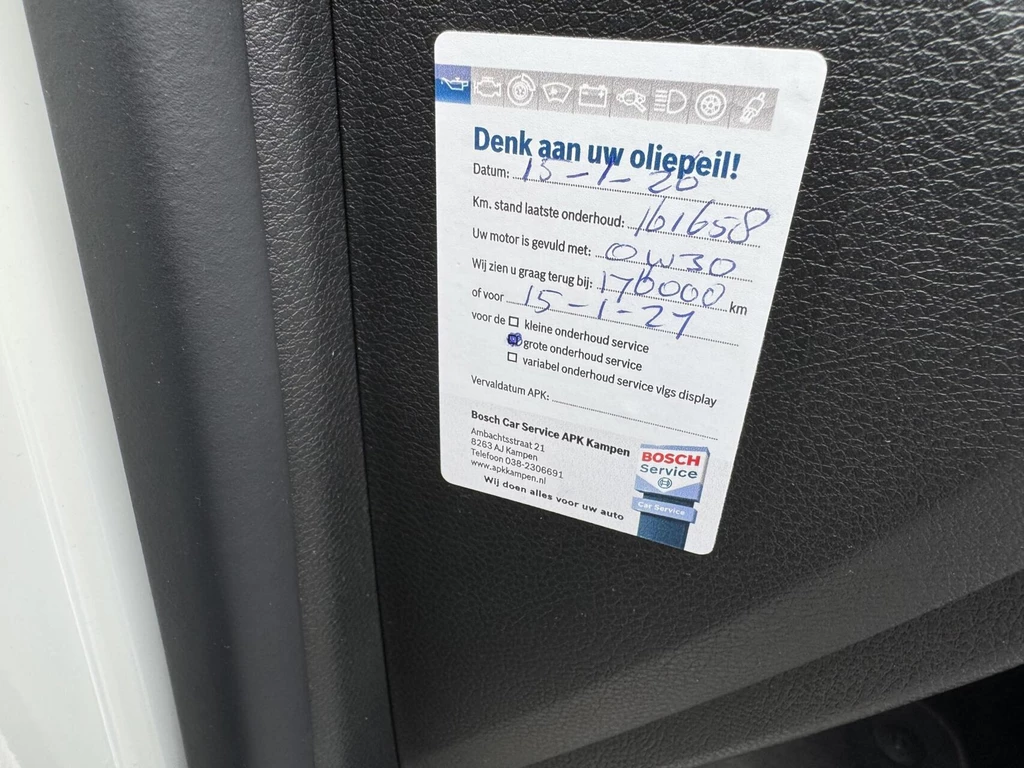 Denk aan uw oliepeil!
Datum: 15-1-26
Km. stand laatste onderhoud: 161658
Uw motor is gevuld met: 0W30
Wij zien u graag terug bij: 176000 km
of voor 15-1-27
voor de kleine onderhoud service
grote onderhoud service
variabel onderhoud service vlgs display
Vervaldatum APK:
Bosch Car Service APK Kampen
Ambachtsstraat 21
8263 AJ Kampen
Telefoon 038-2306691
www.apkkampen.nl
Wij doen alles voor uw auto
BOSCH
Service
Car Service